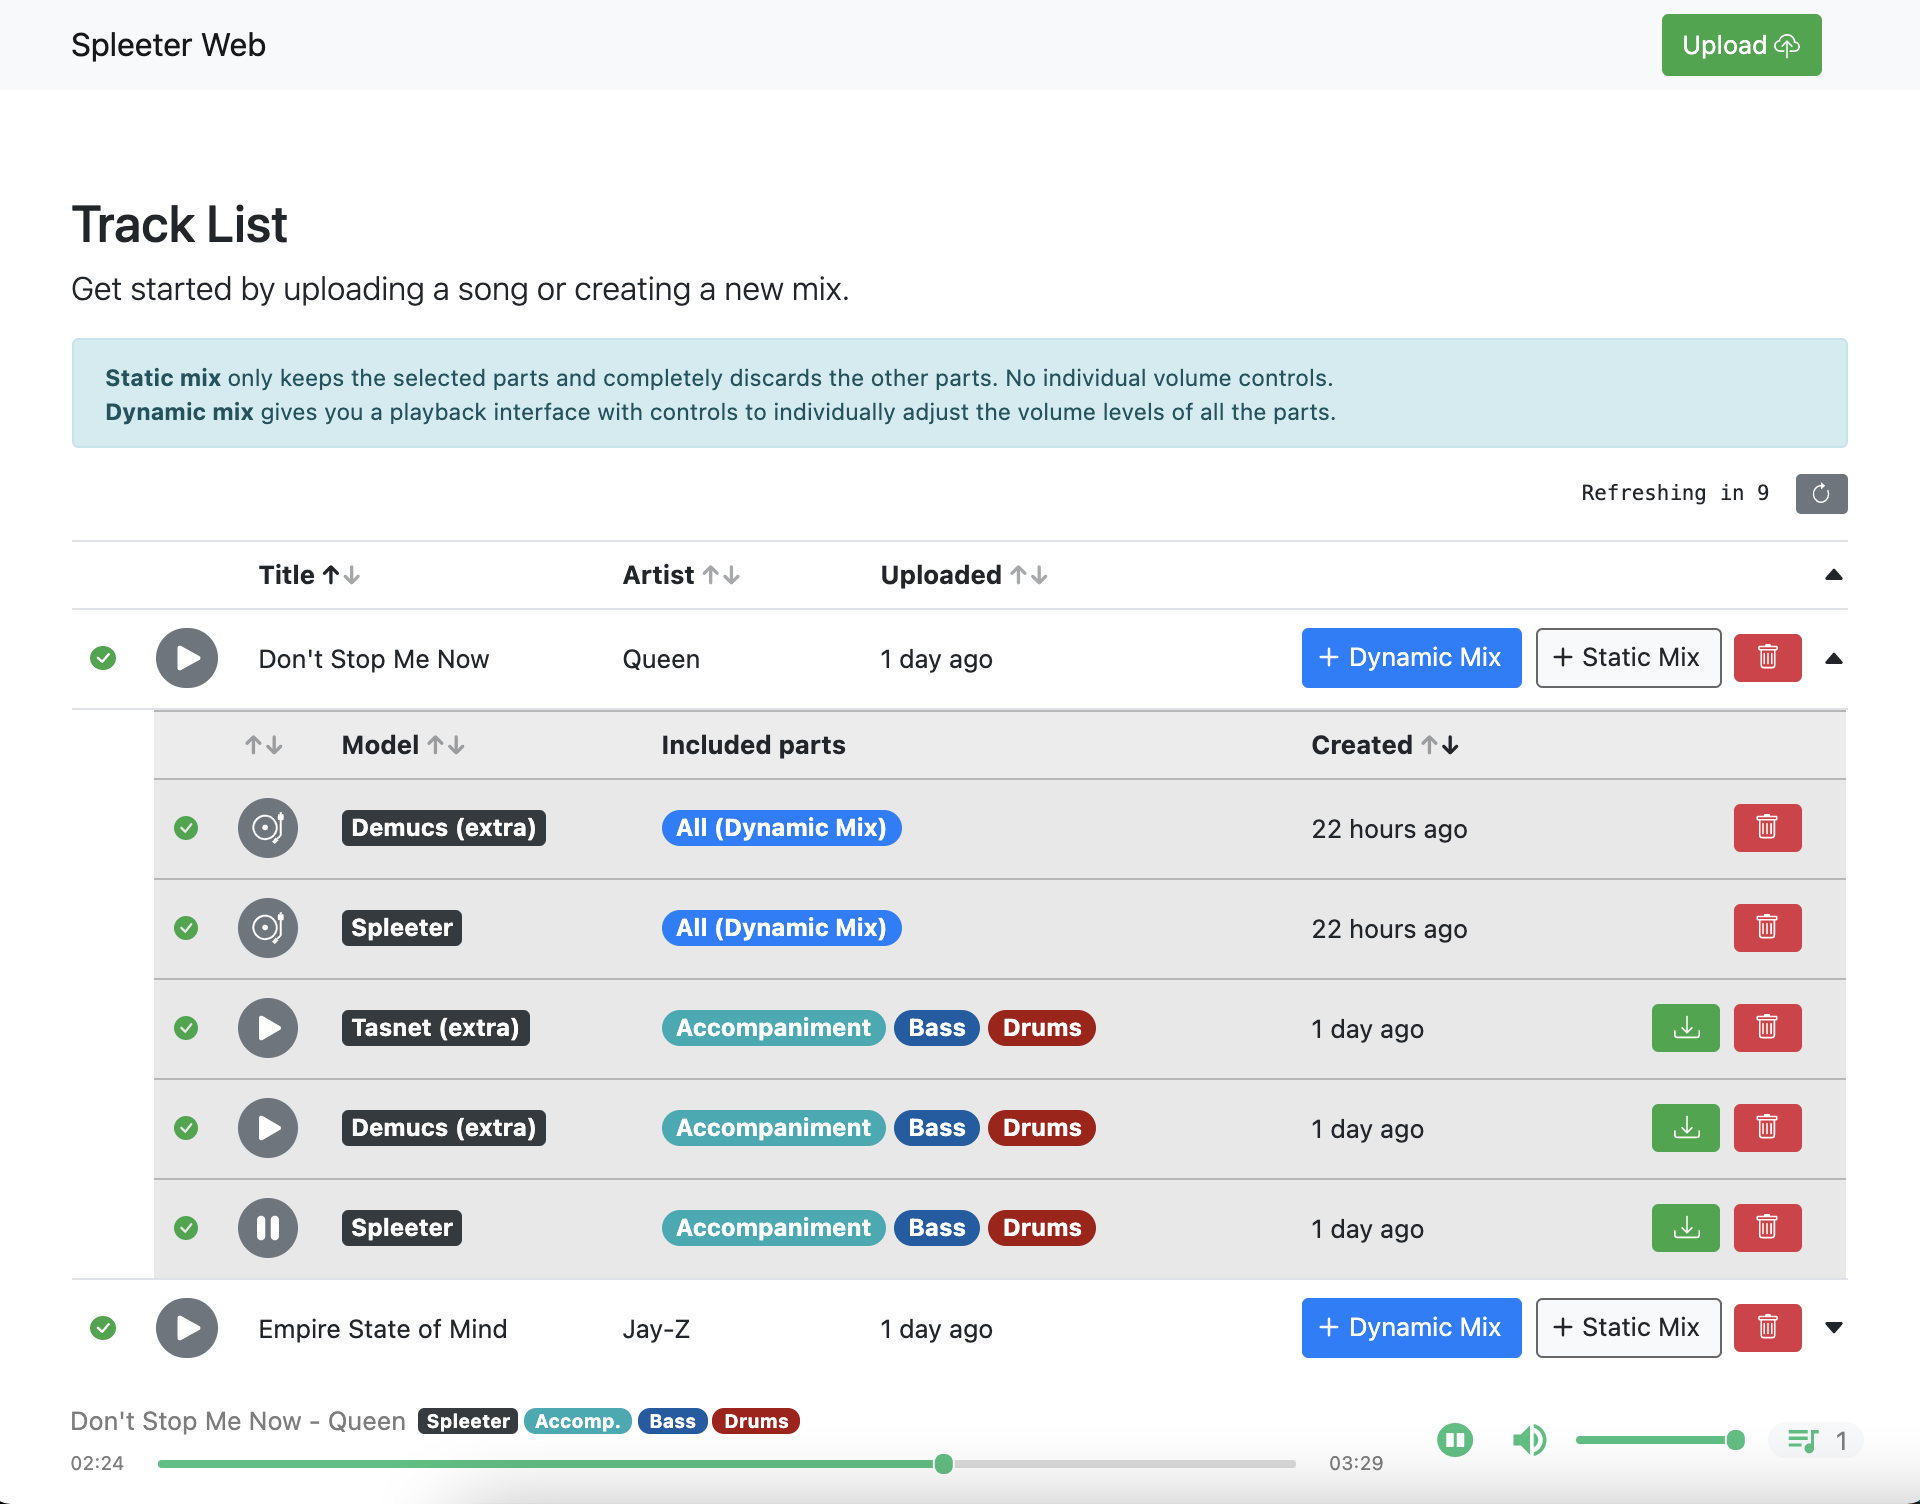 Spleeter Web
Upload
Track List
Get started by uploading a song or creating a new mix.
Static mix only keeps the selected parts and completely discards the other parts. No individual volume controls.
Dynamic mix gives you a playback interface with controls to individually adjust the volume levels of all the parts.
Refreshing in 9
Title Artist Uploaded
Don't Stop Me Now Queen 1 day ago + Dynamic Mix + Static Mix
Model Included parts Created
Demucs (extra) All (Dynamic Mix) 22 hours ago
Spleeter All (Dynamic Mix) 22 hours ago
Tasnet (extra) Accompaniment Bass Drums 1 day ago
Demucs (extra) Accompaniment Bass Drums 1 day ago
Spleeter Accompaniment Bass Drums 1 day ago
Empire State of Mind Jay-Z 1 day ago + Dynamic Mix + Static Mix
Don't Stop Me Now - Queen Spleeter Accomp. Bass Drums
02:24 03:29 1